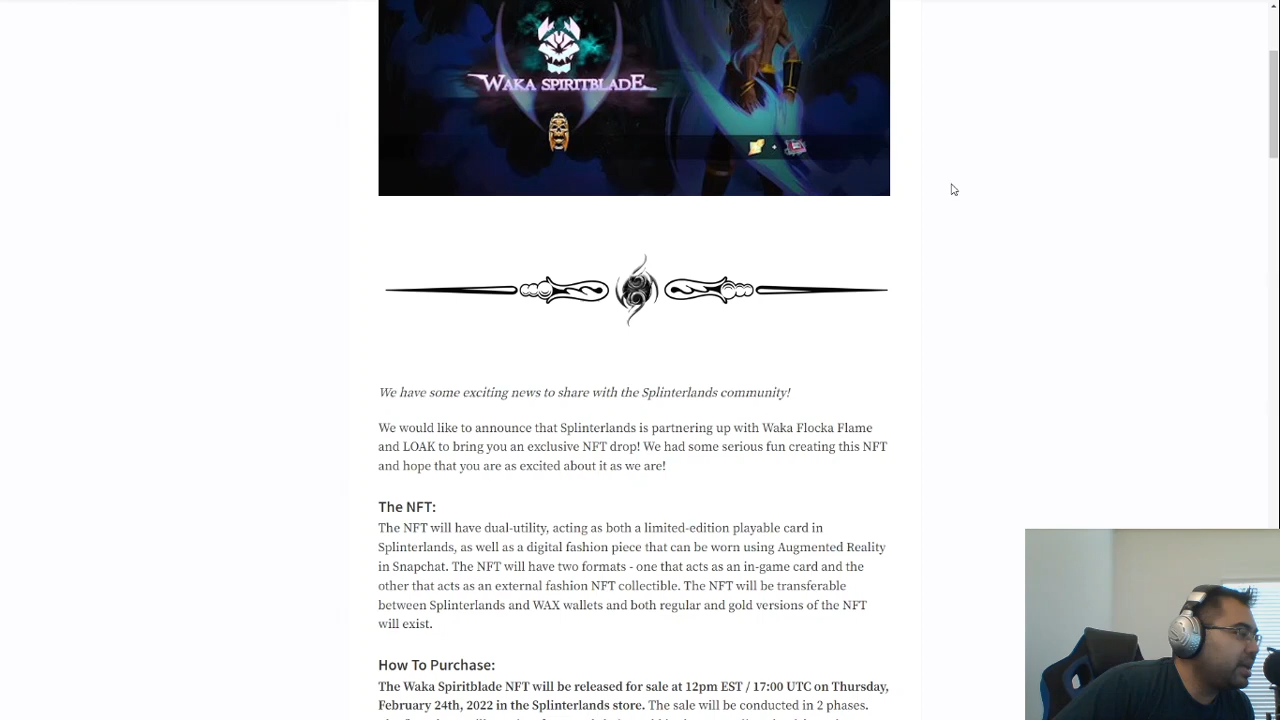 WAKA SPIRITBLADE
We have some exciting news to share with the Splinterlands community!
We would like to announce that Splinterlands is partnering up with Waka Flocka Flame
and LOAK to bring you an exclusive NFT drop! We had some serious fun creating this NFT
and hope that you are as excited about it as we are!
The NFT:
The NFT will have dual-utility, acting as both a limited-edition playable card in
Splinterlands, as well as a digital fashion piece that can be worn using Augmented Reality
in Snapchat. The NFT will have two formats - one that acts as an in-game card and the
other that acts as an external fashion NFT collectible. The NFT will be transferable
between Splinterlands and WAX wallets and both regular and gold versions of the NFT
will exist.
How To Purchase:
The Waka Spiritblade NFT will be released for sale at 12pm EST / 17:00 UTC on Thursday,
February 24th, 2022 in the Splinterlands store. The sale will be conducted in 2 phases.